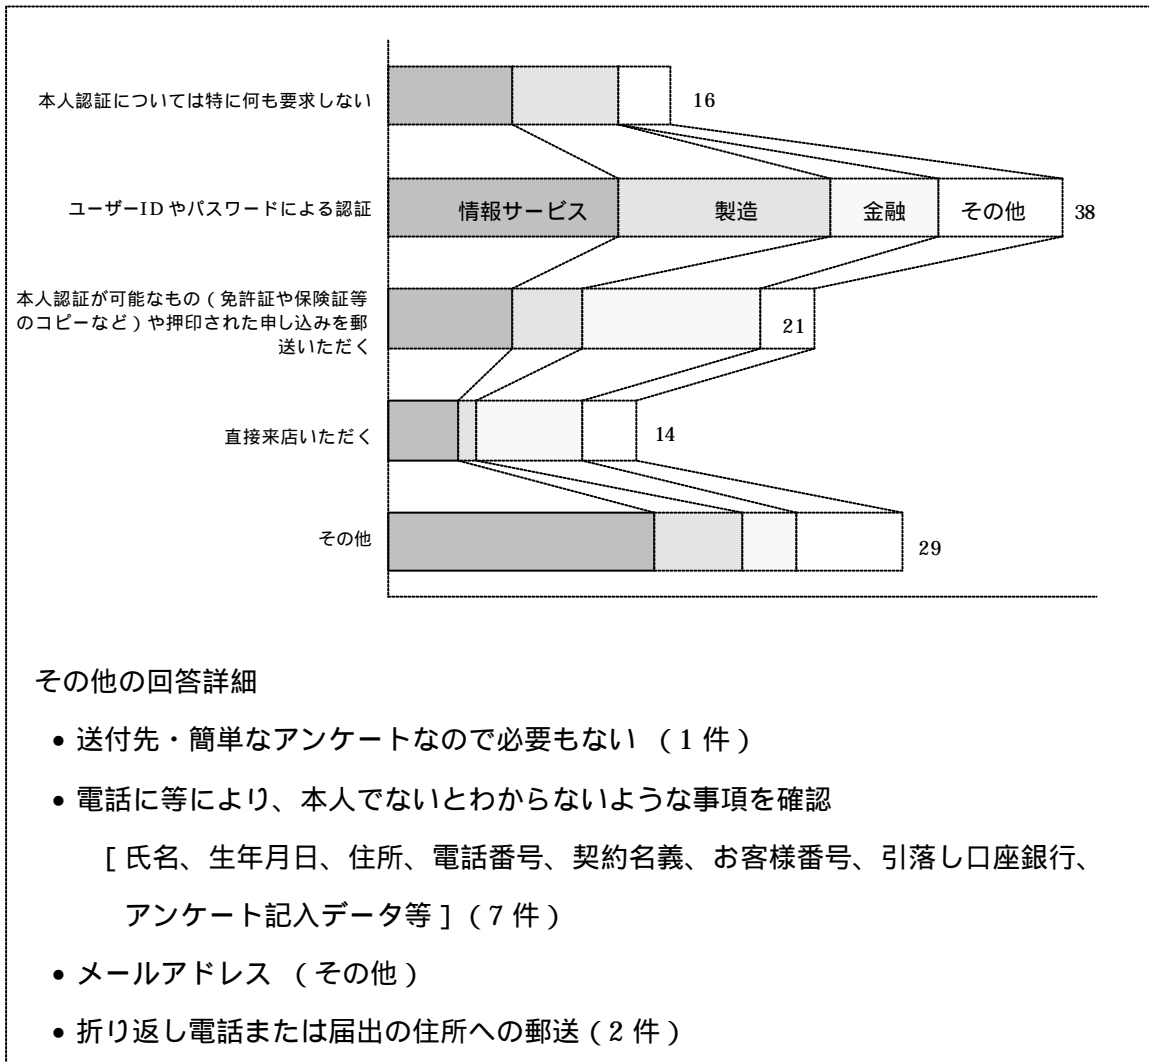 本人認証については特に何も要求しない
16
ユーザーID やパスワードによる認証
情報サービス
製造
金融
その他
38
本人認証が可能なもの（免許証や保険証等
のコピーなど）や押印された申し込みを郵
送いただく
21
直接来店いただく
14
その他
29
その他の回答詳細
• 送付先・簡単なアンケートなので必要もない （1 件）
• 電話に等により、本人でないとわからないような事項を確認
[ 氏名、生年月日、住所、電話番号、契約名義、お客様番号、引落し口座銀行、
アンケート記入データ等 ]（7 件）
• メールアドレス （その他）
• 折り返し電話または届出の住所への郵送（2 件）